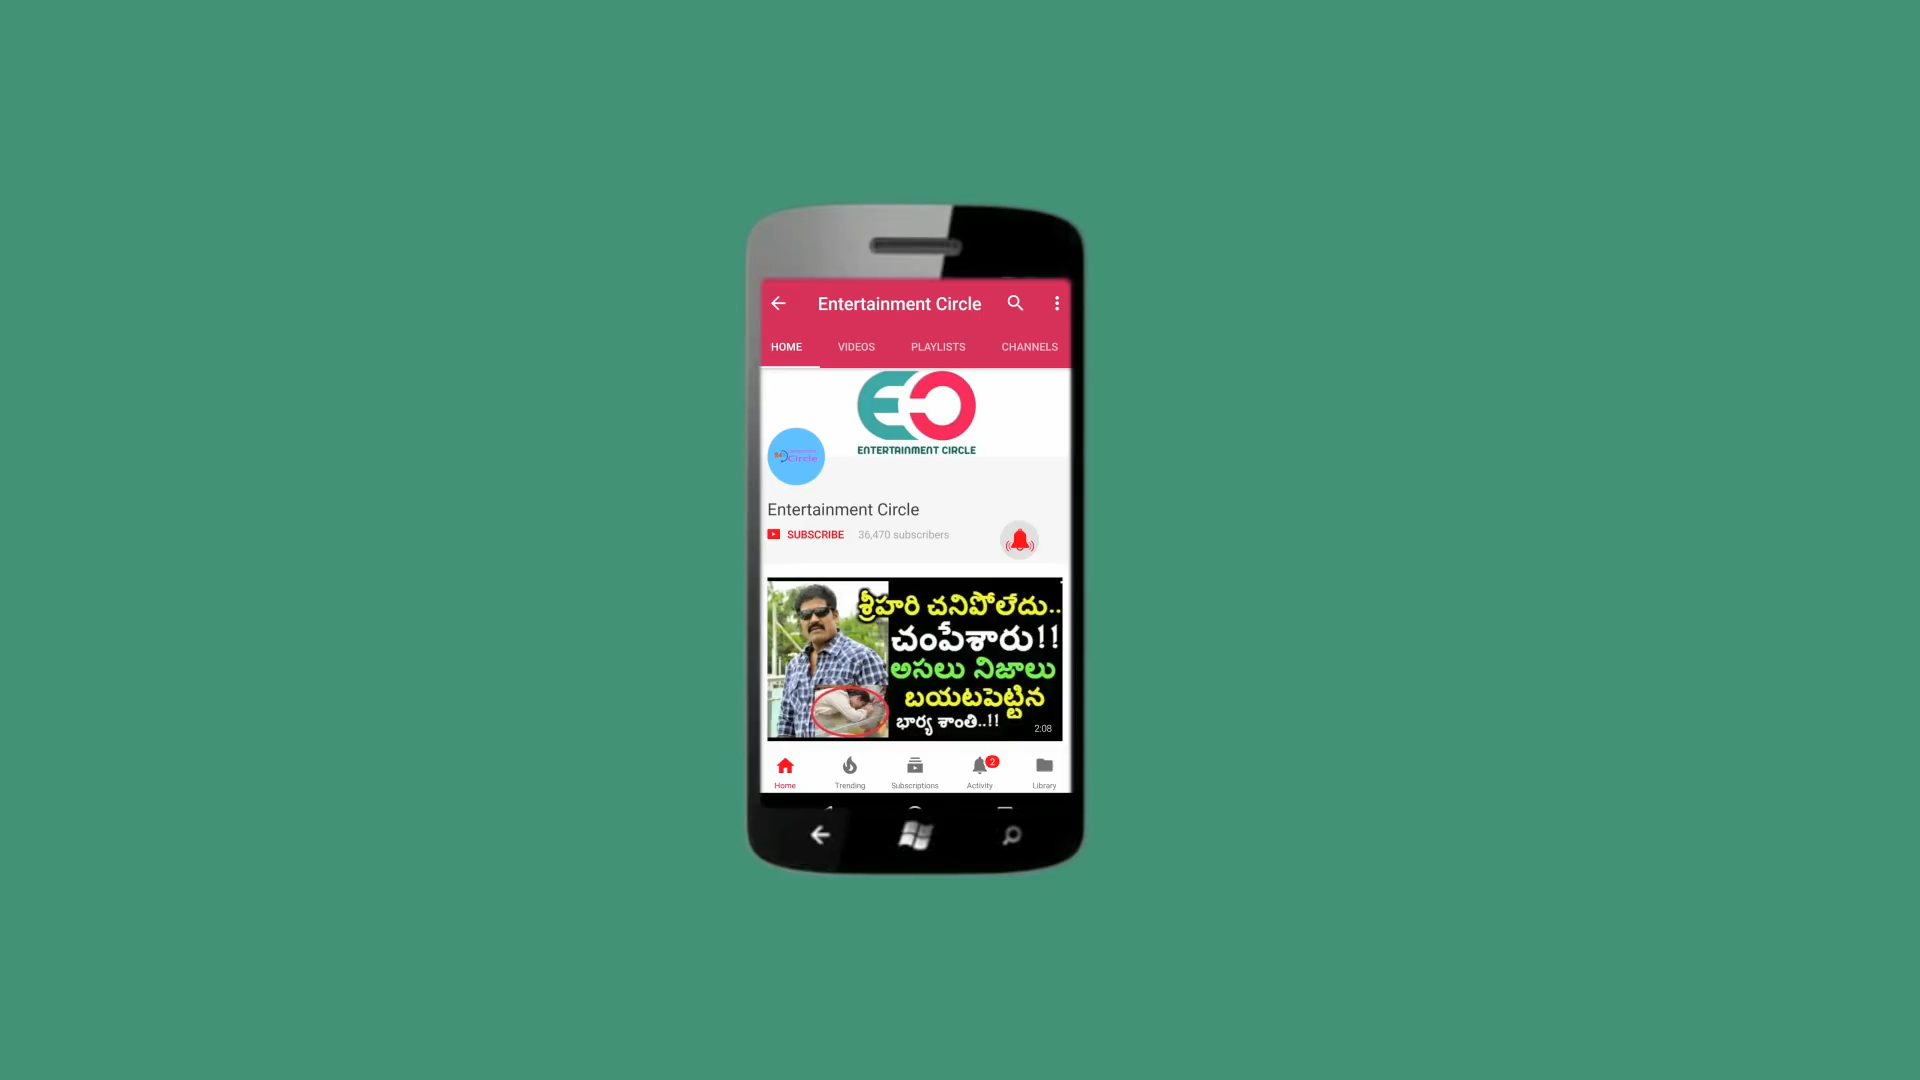 Entertainment Circle
HOME VIDEOS PLAYLISTS CHANNELS
ENTERTAINMENT CIRCLE
Circle
Entertainment Circle
SUBSCRIBE 36,470 subscribers
శ్రీహరి చనిపోలేదు..
చంపేశారు!!
అసలు నిజాలు
బయటపెట్టిన
భార్య శాంతి..!!
2:08
2
Home Trending Subscriptions Activity Library